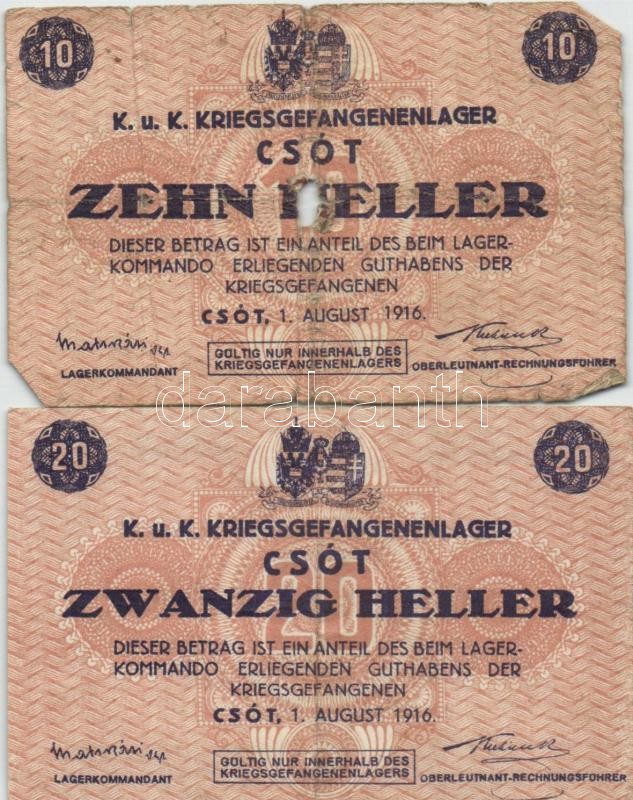 10 10
K. u. K. KRIEGSGEFANGENENLAGER
CSÓT
ZEHN HELLER
DIESER BETRAG IST EIN ANTEIL DES BEIM LAGER-
KOMMANDO ERLIEGENDEN GUTHABENS DER
KRIEGSGEFANGENEN
CSÓT, 1. AUGUST 1916.
LAGERKOMMANDANT
GÜLTIG NUR INNERHALB DES
KRIEGSGEFANGENENLAGERS
OBERLEUTNANT-RECHNUNGSFÜHRER
darabanth
20 20
K. u. K. KRIEGSGEFANGENENLAGER
CSÓT
20
ZWANZIG HELLER
DIESER BETRAG IST EIN ANTEIL DES BEIM LAGER-
KOMMANDO ERLIEGENDEN GUTHABENS DER
KRIEGSGEFANGENEN
CSÓT, 1. AUGUST 1916.
LAGERKOMMANDANT
GÜLTIG NUR INNERHALB DES
KRIEGSGEFANGENENLAGERS
OBERLEUTNANT-RECHNUNGSFÜHRER